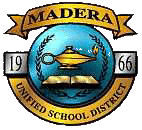 MADERA
19 66
UNIFIED SCHOOL DISTRICT